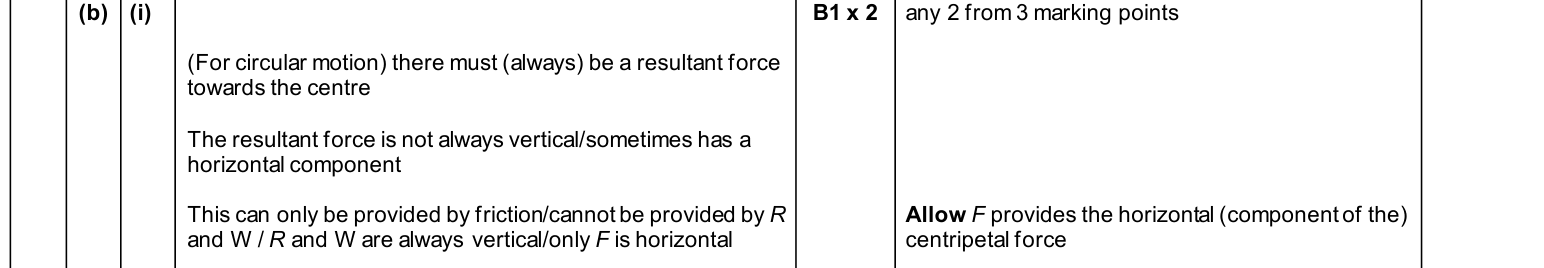 (b) (i) B1 x 2 any 2 from 3 marking points
(For circular motion) there must (always) be a resultant force
towards the centre
The resultant force is not always vertical/sometimes has a
horizontal component
This can only be provided by friction/cannot be provided by R
and W / R and W are always vertical/only F is horizontal
Allow F provides the horizontal (component of the)
centripetal force